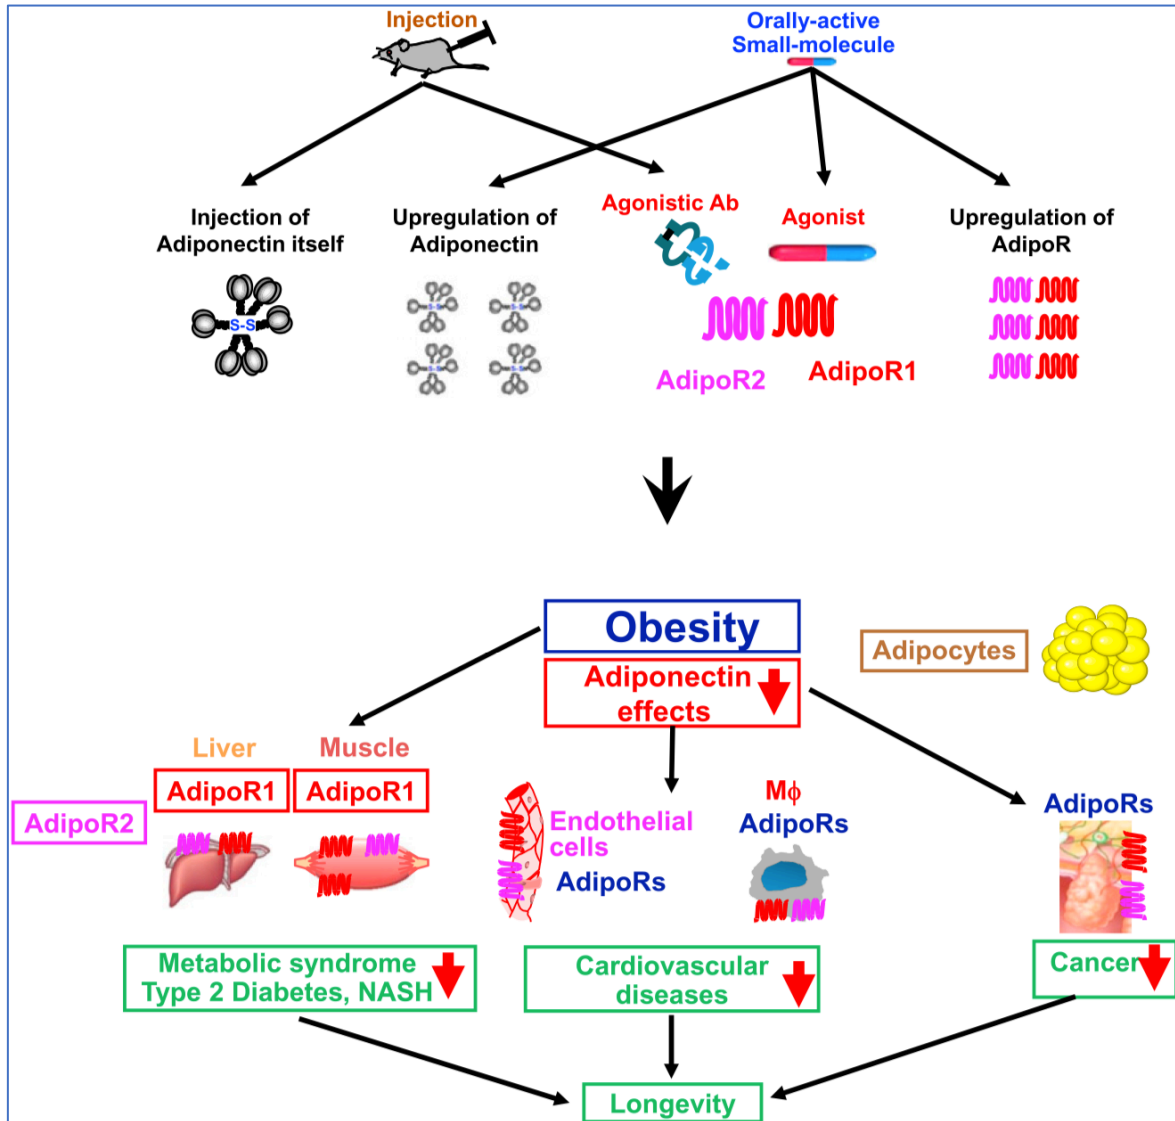 Injection
Orally-active
Small-molecule
Injection of
Adiponectin itself
S-S
Upregulation of
Adiponectin
S-S
S-S
S-S
S-S
Agonistic Ab
Agonist
AdipoR2
AdipoR1
Upregulation of
AdipoR
Obesity
Adiponectin
effects
Adipocytes
Liver
Muscle
AdipoR1
AdipoR1
AdipoR2
Endothelial
cells
AdipoRs
Mϕ
AdipoRs
AdipoRs
Metabolic syndrome
Type 2 Diabetes, NASH
Cardiovascular
diseases
Cancer
Longevity